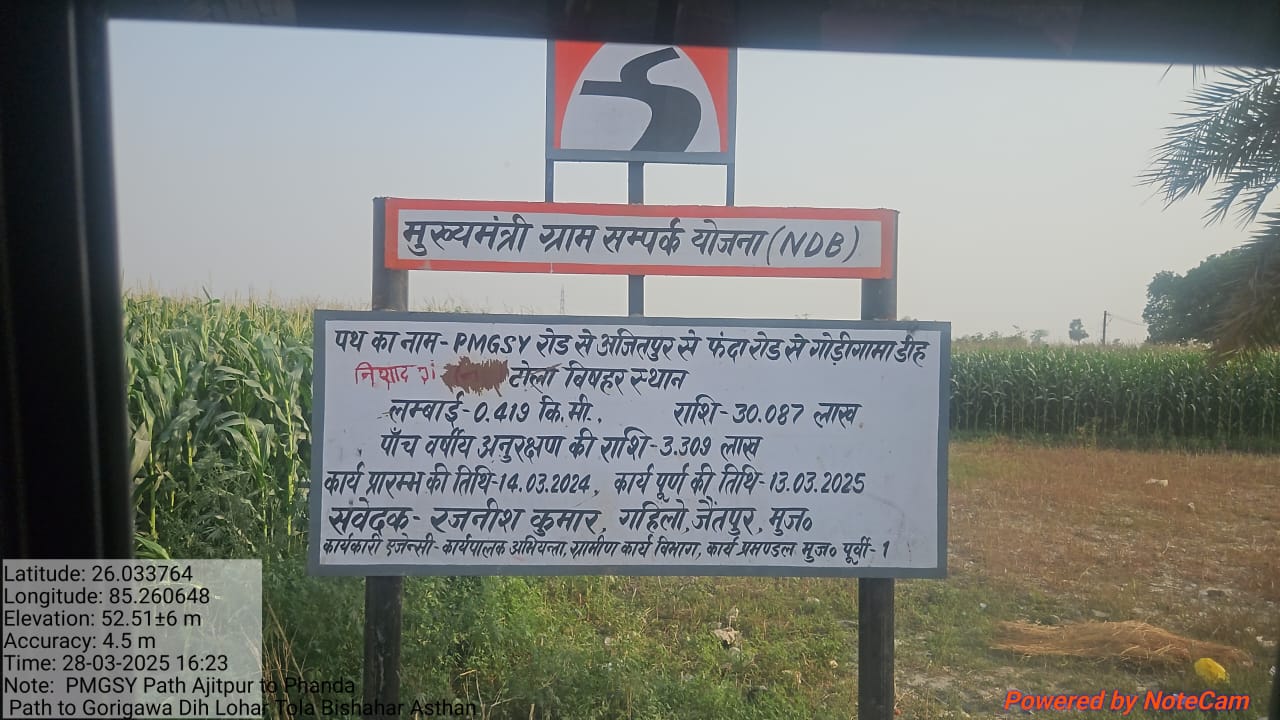 मुख्यमंत्री ग्राम सम्पर्क योजना (NDB)
पथ का नाम- PMGSY रोड से अजितपुर से फंदा रोड से गोड़ीगामा डीह
निषाद जी टोला विषहर स्थान
लम्बाई-0.419 कि.मी., राशि-30.087 लाख
पाँच वर्षीय अनुरक्षण की राशि-3.309 लाख
कार्य प्रारम्भ की तिथि-14.03.2024, कार्य पूर्ण की तिथि-13.03.2025
संवेदक- रजनीश कुमार, गहिलो, जैंतपुर, मुज०
कार्यकारी एजेन्सी- कार्यपालक अभियन्ता, ग्रामीण कार्य विभाग, कार्य प्रमण्डल मुज० पूर्वी- 1
Latitude: 26.033764
Longitude: 85.260648
Elevation: 52.51±6 m
Accuracy: 4.5 m
Time: 28-03-2025 16:23
Note: PMGSY Path Ajitpur to Phanda
Path to Gorigawa Dih Lohar Tola Bishahar Asthan
Powered by NoteCam